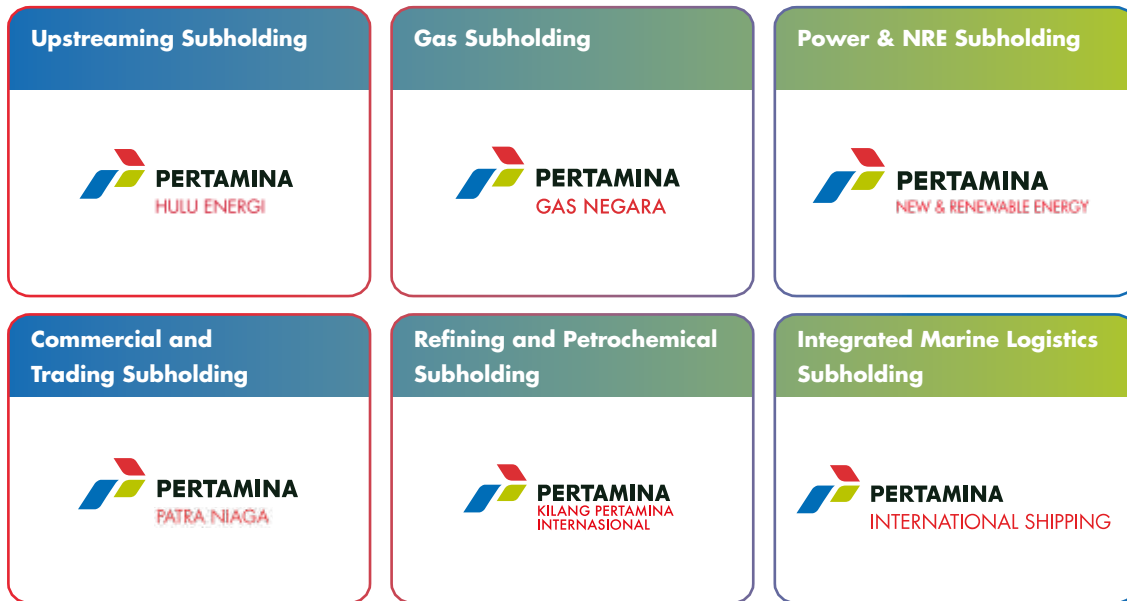 Upstreaming Subholding
PERTAMINA
HULU ENERGI
Gas Subholding
PERTAMINA
GAS NEGARA
Power & NRE Subholding
PERTAMINA
NEW & RENEWABLE ENERGY
Commercial and
Trading Subholding
PERTAMINA
PATRA NIAGA
Refining and Petrochemical
Subholding
PERTAMINA
KILANG PERTAMINA
INTERNASIONAL
Integrated Marine Logistics
Subholding
PERTAMINA
INTERNATIONAL SHIPPING